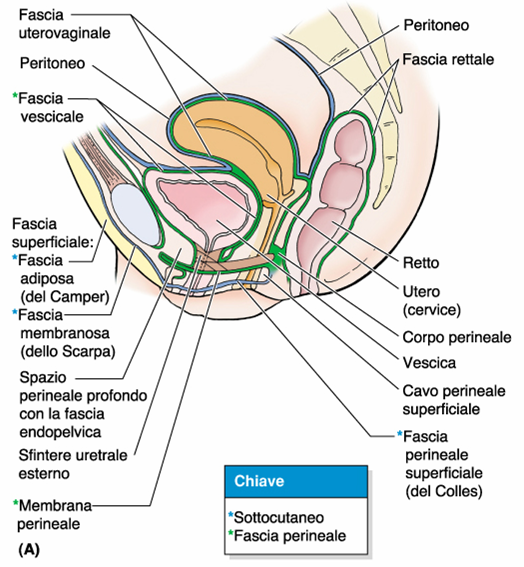 Fascia
uterovaginale
Peritoneo
*Fascia
vescicale
Fascia
superficiale:
*Fascia
adiposa
(del Camper)
*Fascia
membranosa
(dello Scarpa)
Spazio
perineale profondo
con la fascia
endopelvica
Sfintere uretrale
esterno
*Membrana
perineale
(A)
Peritoneo
Fascia rettale
Retto
Utero
(cervice)
Corpo perineale
Vescica
Cavo perineale
superficiale
*Fascia
perineale
superficiale
(del Colles)
Chiave
*Sottocutaneo
*Fascia perineale